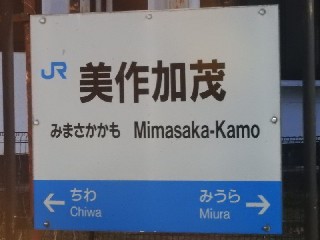 JR
美作加茂
みまさかかも Mimasaka-Kamo
← ちわ みうら →
Chiwa Miura